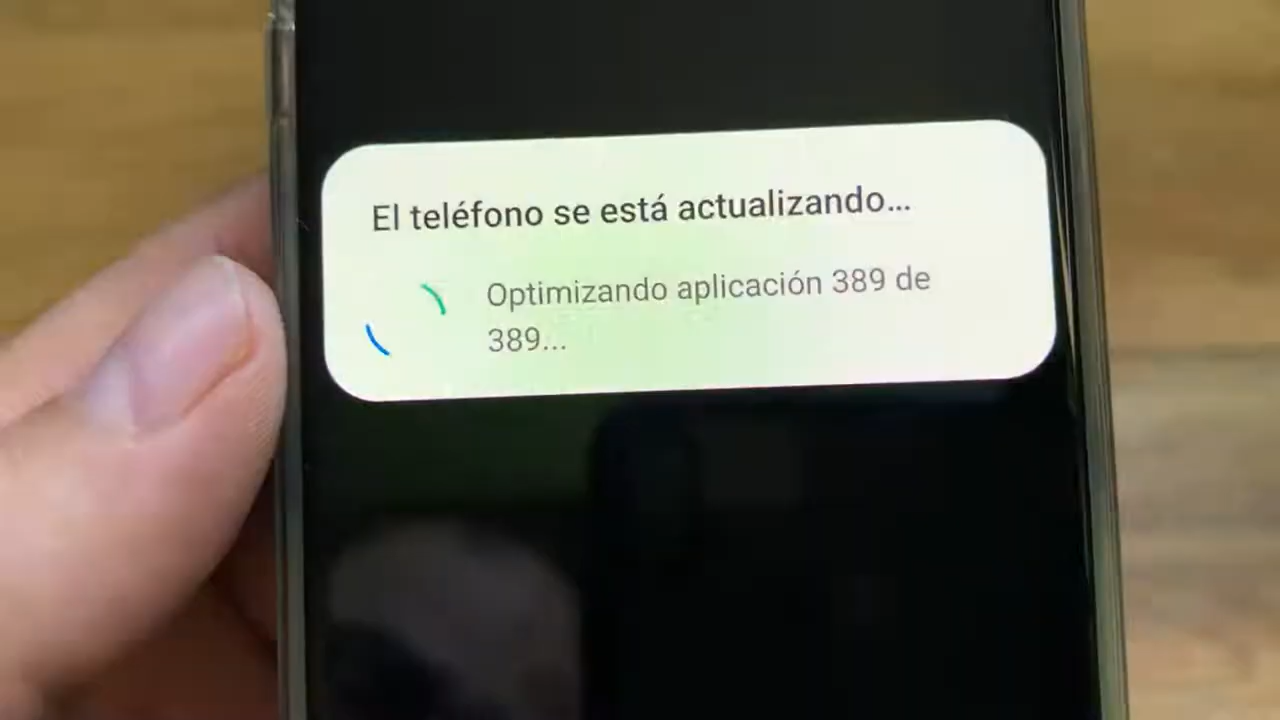 El teléfono se está actualizando...
Optimizando aplicación 389 de
389...